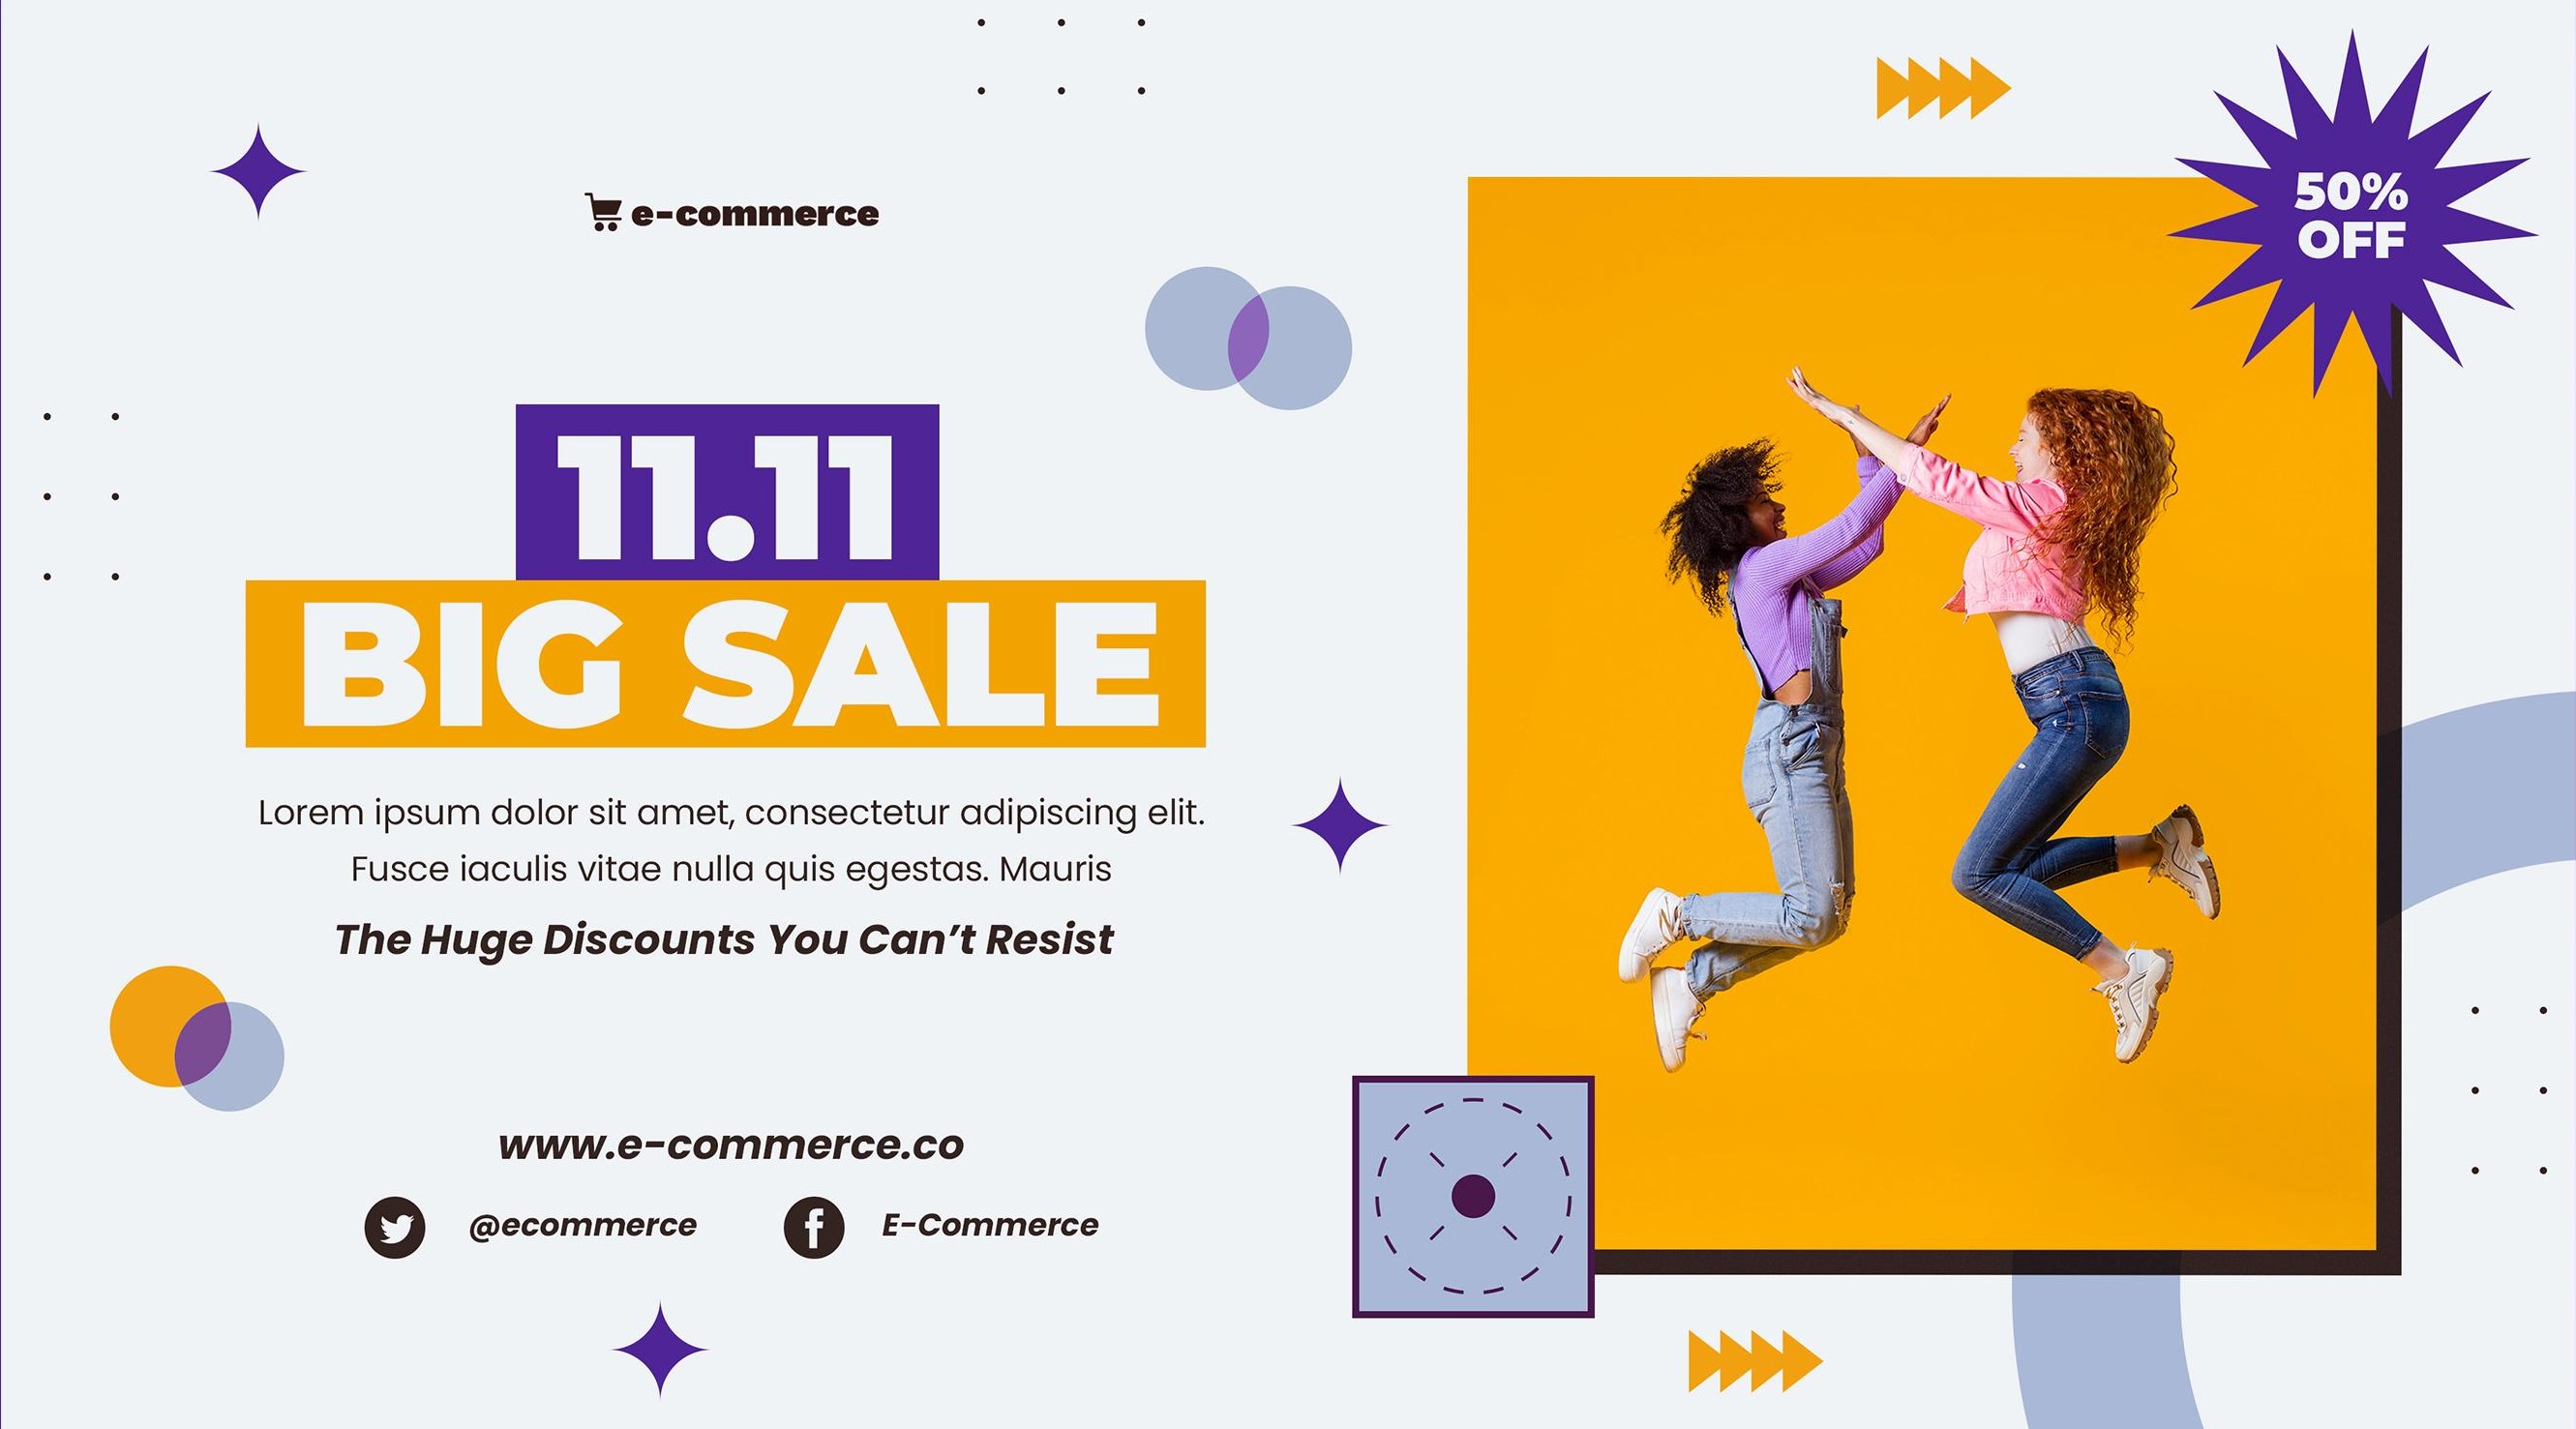 e-commerce
11.11
BIG SALE
Lorem ipsum dolor sit amet, consectetur adipiscing elit.
Fusce iaculis vitae nulla quis egestas. Mauris
The Huge Discounts You Can’t Resist
www.e-commerce.co
@ecommerce
E-Commerce
50%
OFF